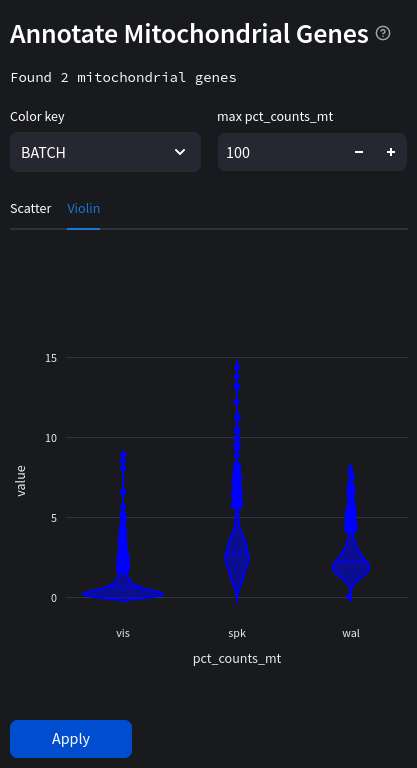 Annotate Mitochondrial Genes
Found 2 mitochondrial genes
Color key
max pct_counts_mt
BATCH
100
Scatter
Violin
15
10
5
0
value
vis
spk
wal
pct_counts_mt
Apply